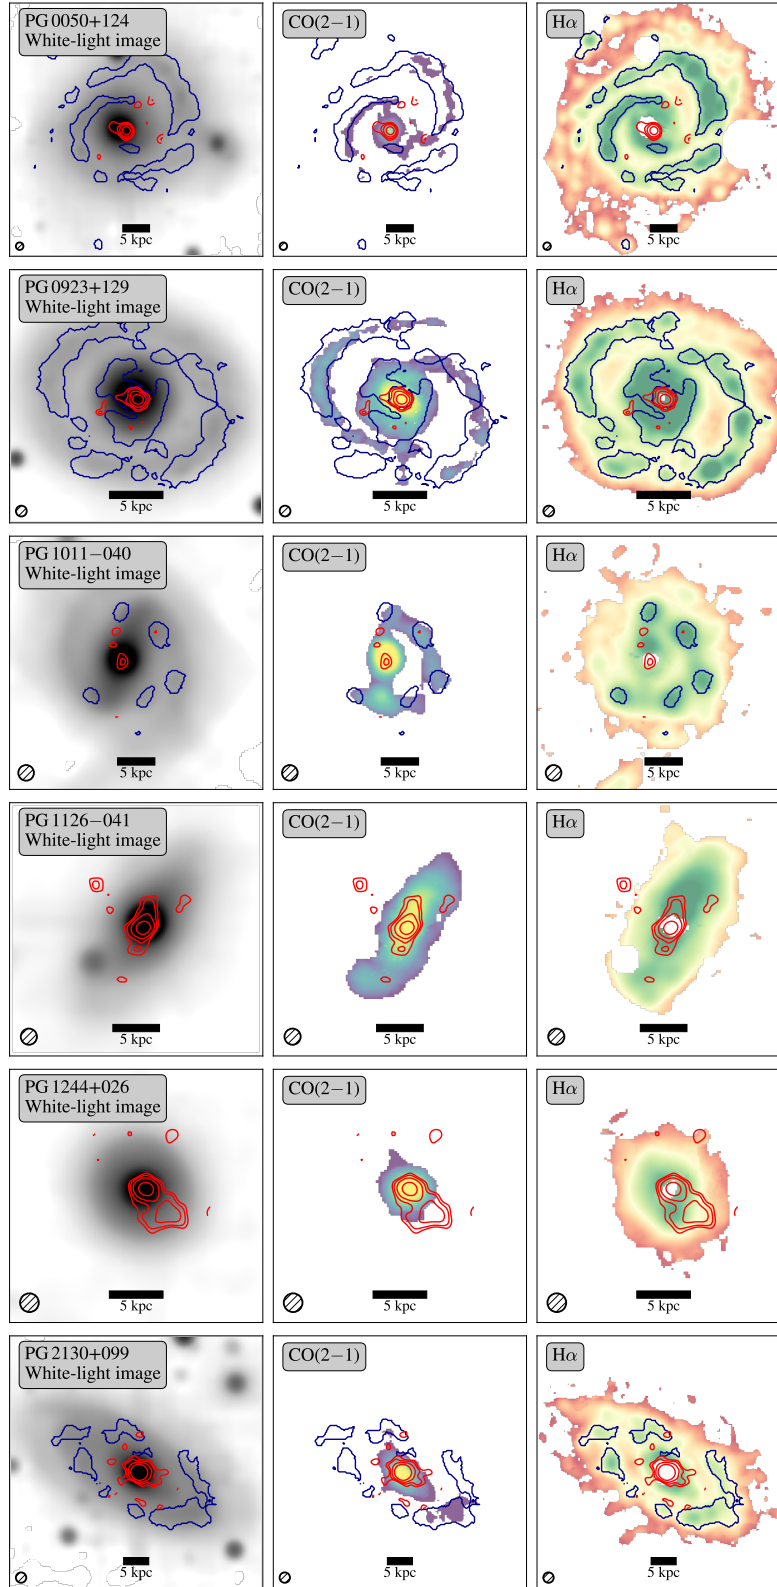 PG 0050+124
White-light image
CO(2−1)
Hα
5 kpc
5 kpc
5 kpc
PG 0923+129
White-light image
CO(2−1)
Hα
5 kpc
5 kpc
5 kpc
PG 1011−040
White-light image
CO(2−1)
Hα
5 kpc
5 kpc
5 kpc
PG 1126−041
White-light image
CO(2−1)
Hα
5 kpc
5 kpc
5 kpc
PG 1244+026
White-light image
CO(2−1)
Hα
5 kpc
5 kpc
5 kpc
PG 2130+099
White-light image
CO(2−1)
Hα
5 kpc
5 kpc
5 kpc